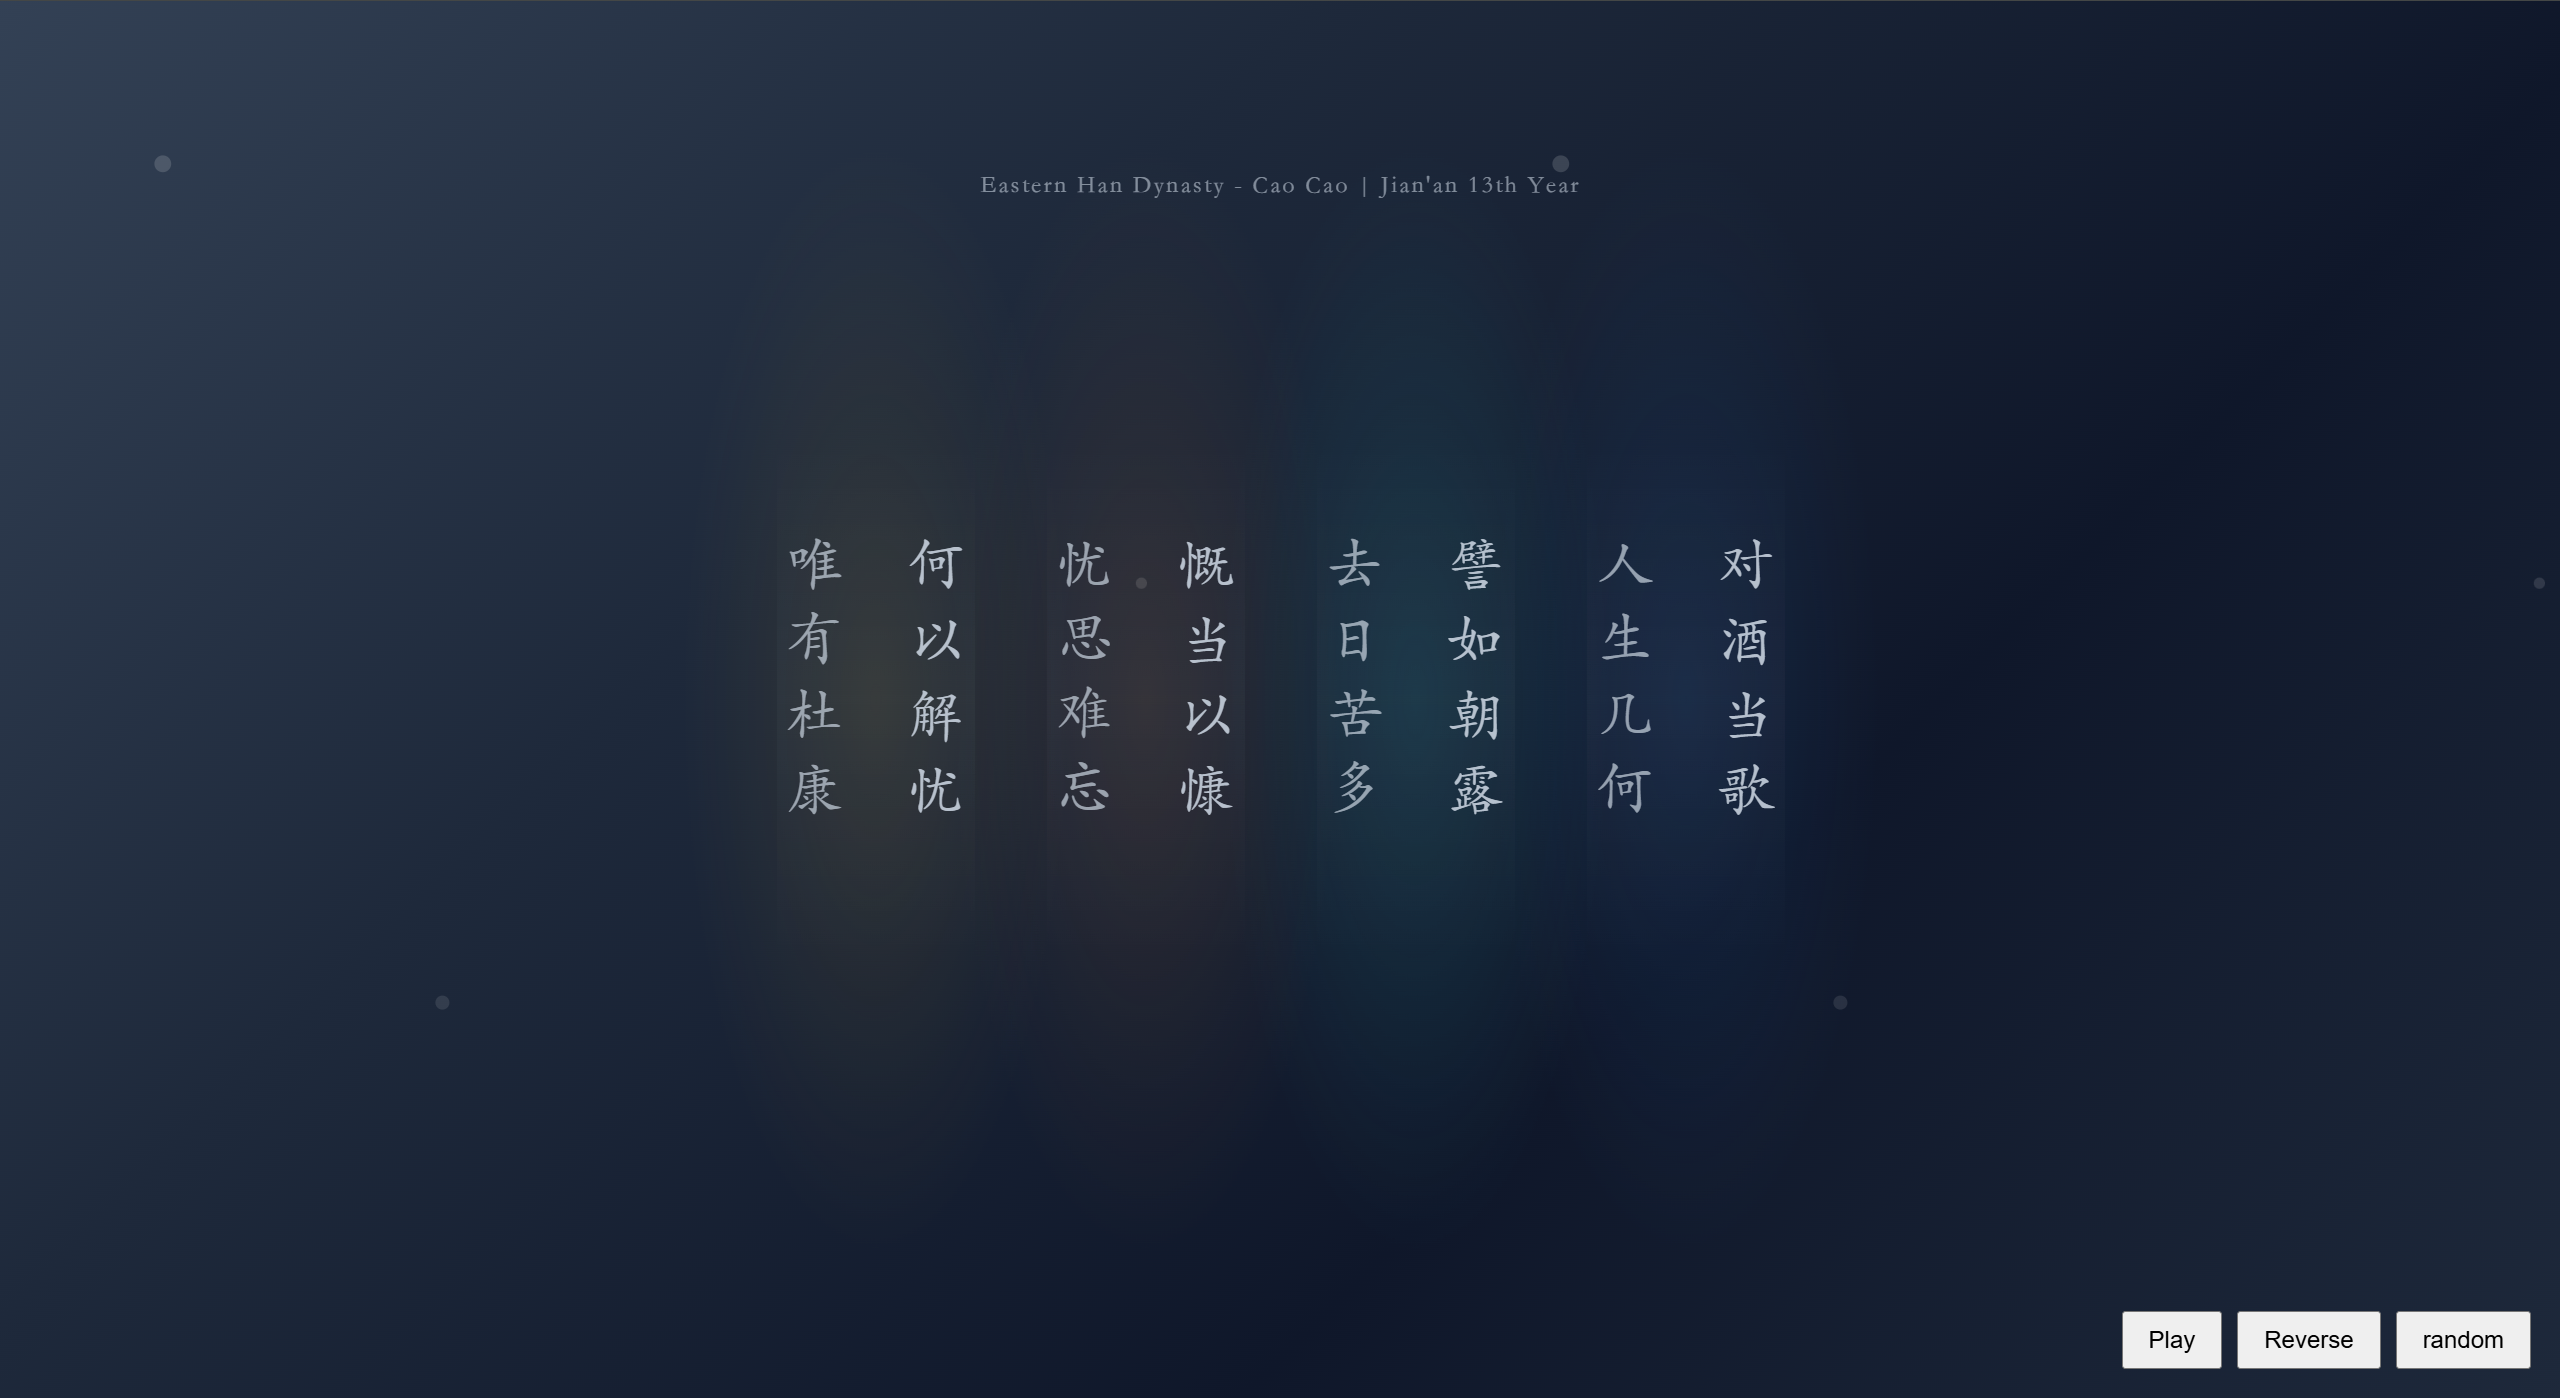 Eastern Han Dynasty - Cao Cao | Jian'an 13th Year
对酒当歌
人生几何
譬如朝露
去日苦多
慨当以慷
忧思难忘
何以解忧
唯有杜康
Play
Reverse
random